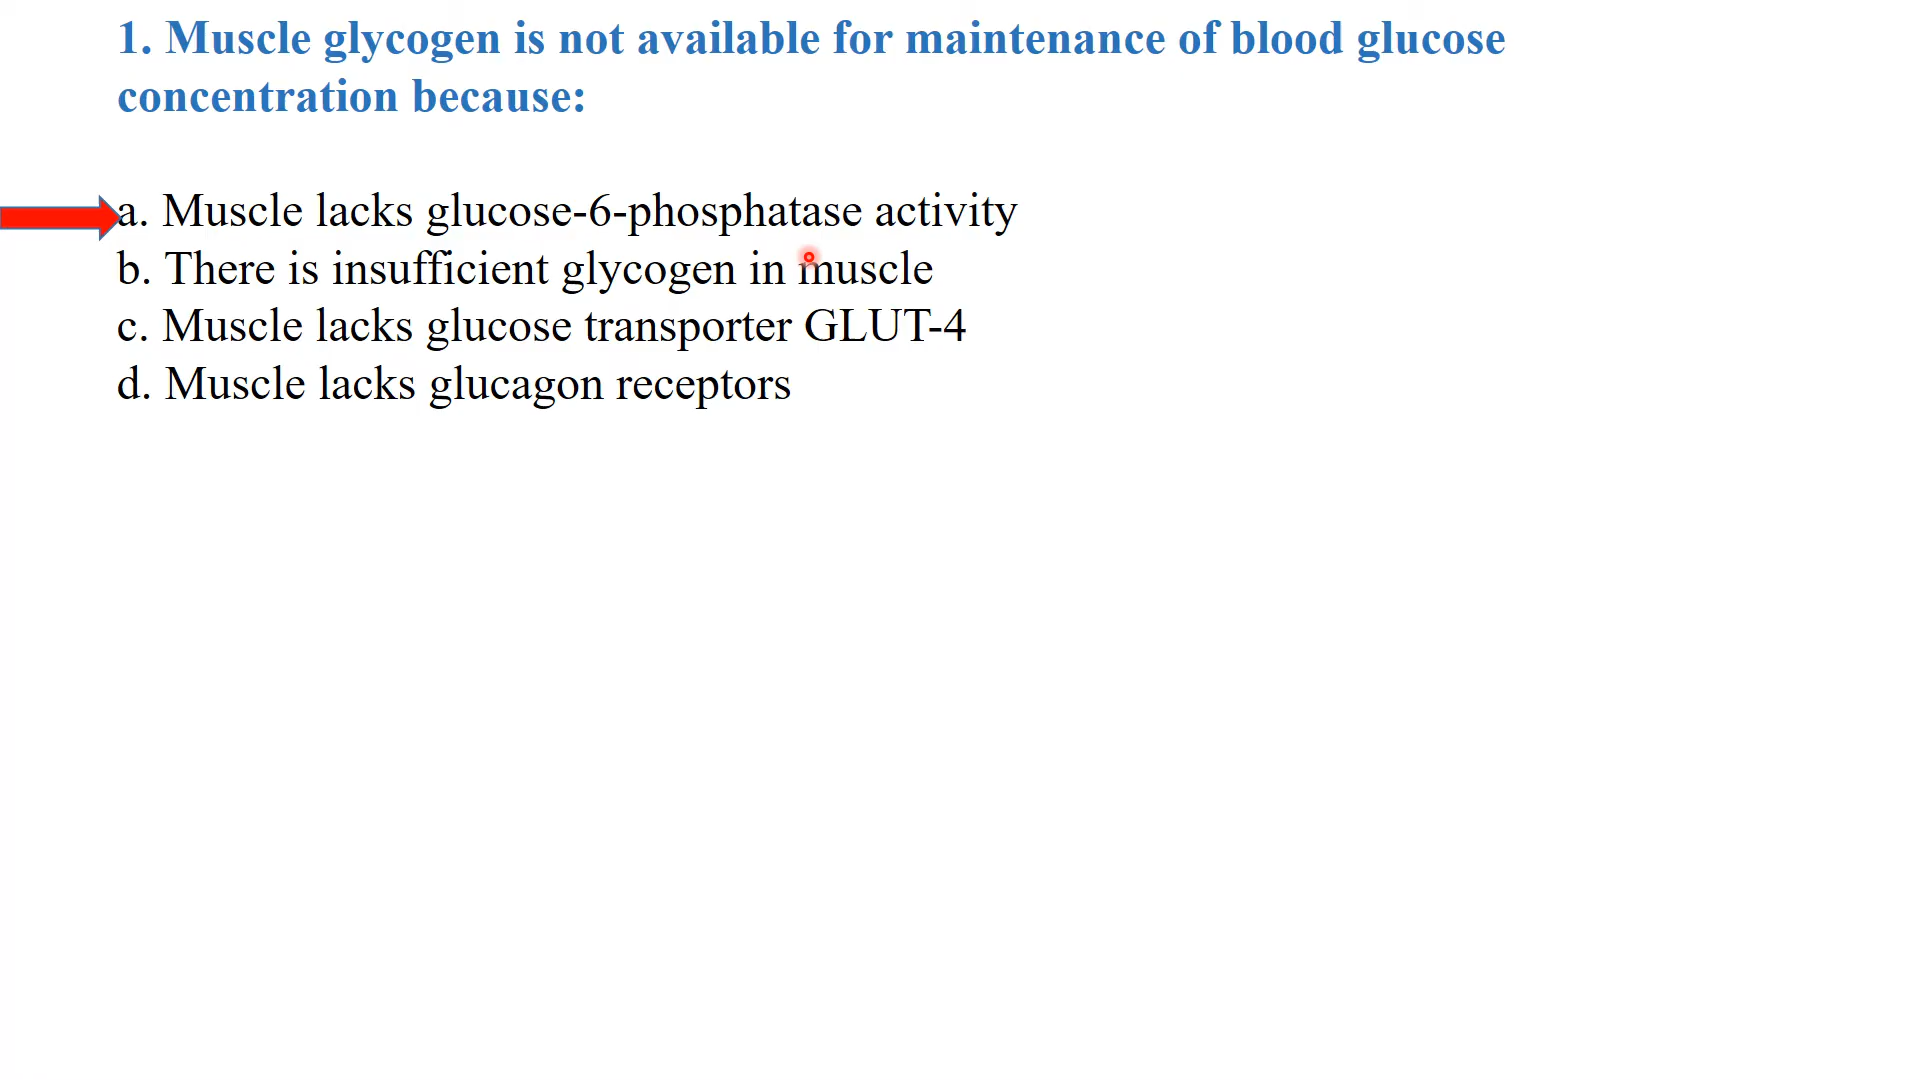 1. Muscle glycogen is not available for maintenance of blood glucose
concentration because:
a. Muscle lacks glucose-6-phosphatase activity
b. There is insufficient glycogen in muscle
c. Muscle lacks glucose transporter GLUT-4
d. Muscle lacks glucagon receptors